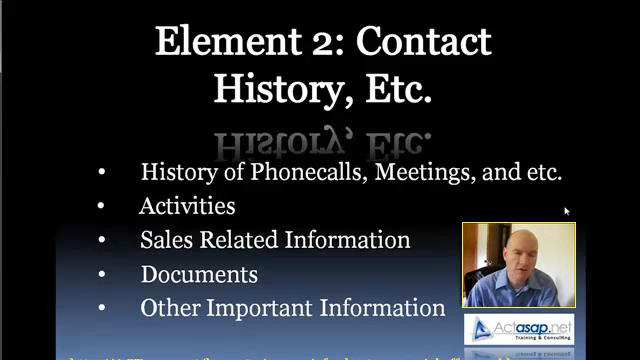 Element 2: Contact
History, Etc.
• History of Phonecalls, Meetings, and etc.
• Activities
• Sales Related Information
• Documents
• Other Important Information
Actasap.net
Training & Consulting